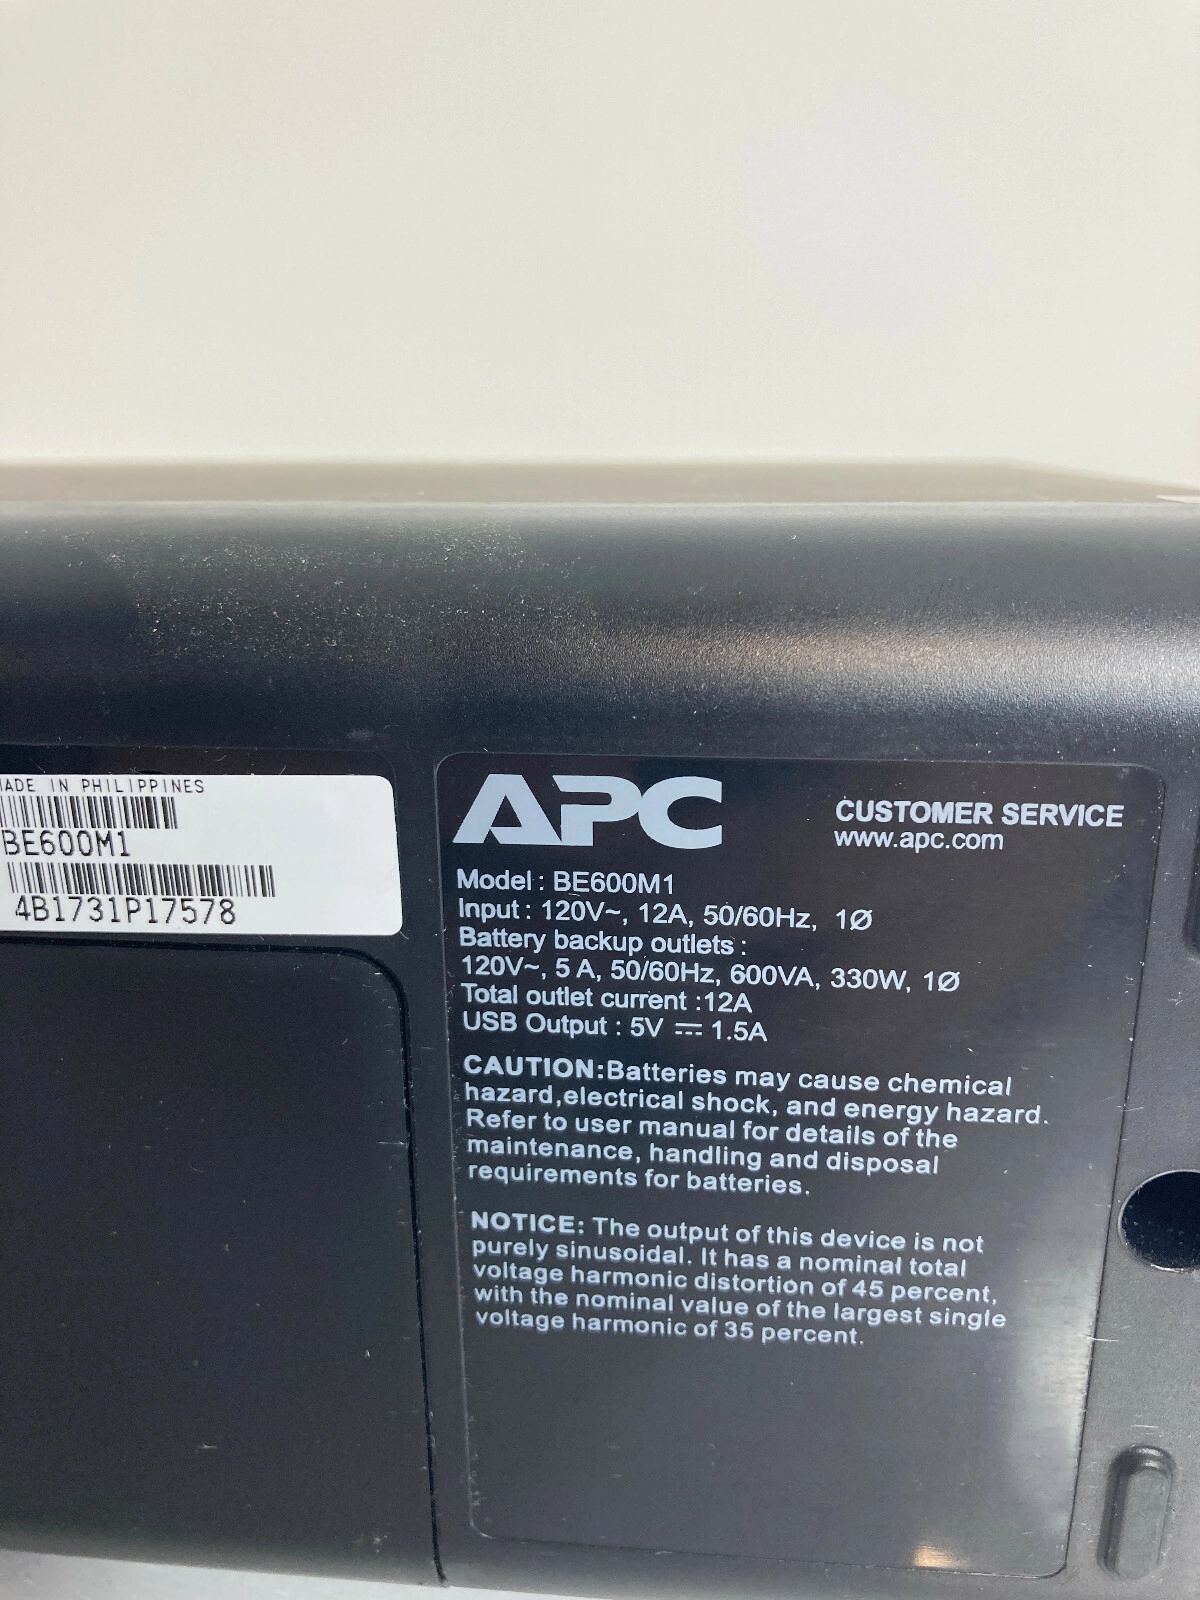 MADE IN PHILIPPINES
BE600M1
4B1731P17578
APC
CUSTOMER SERVICE
www.apc.com
Model : BE600M1
Input : 120V~, 12A, 50/60Hz, 1Ø
Battery backup outlets :
120V~, 5 A, 50/60Hz, 600VA, 330W, 1Ø
Total outlet current :12A
USB Output : 5V ⎓ 1.5A
CAUTION:Batteries may cause chemical
hazard,electrical shock, and energy hazard.
Refer to user manual for details of the
maintenance, handling and disposal
requirements for batteries.
NOTICE: The output of this device is not
purely sinusoidal. It has a nominal total
voltage harmonic distortion of 45 percent,
with the nominal value of the largest single
voltage harmonic of 35 percent.